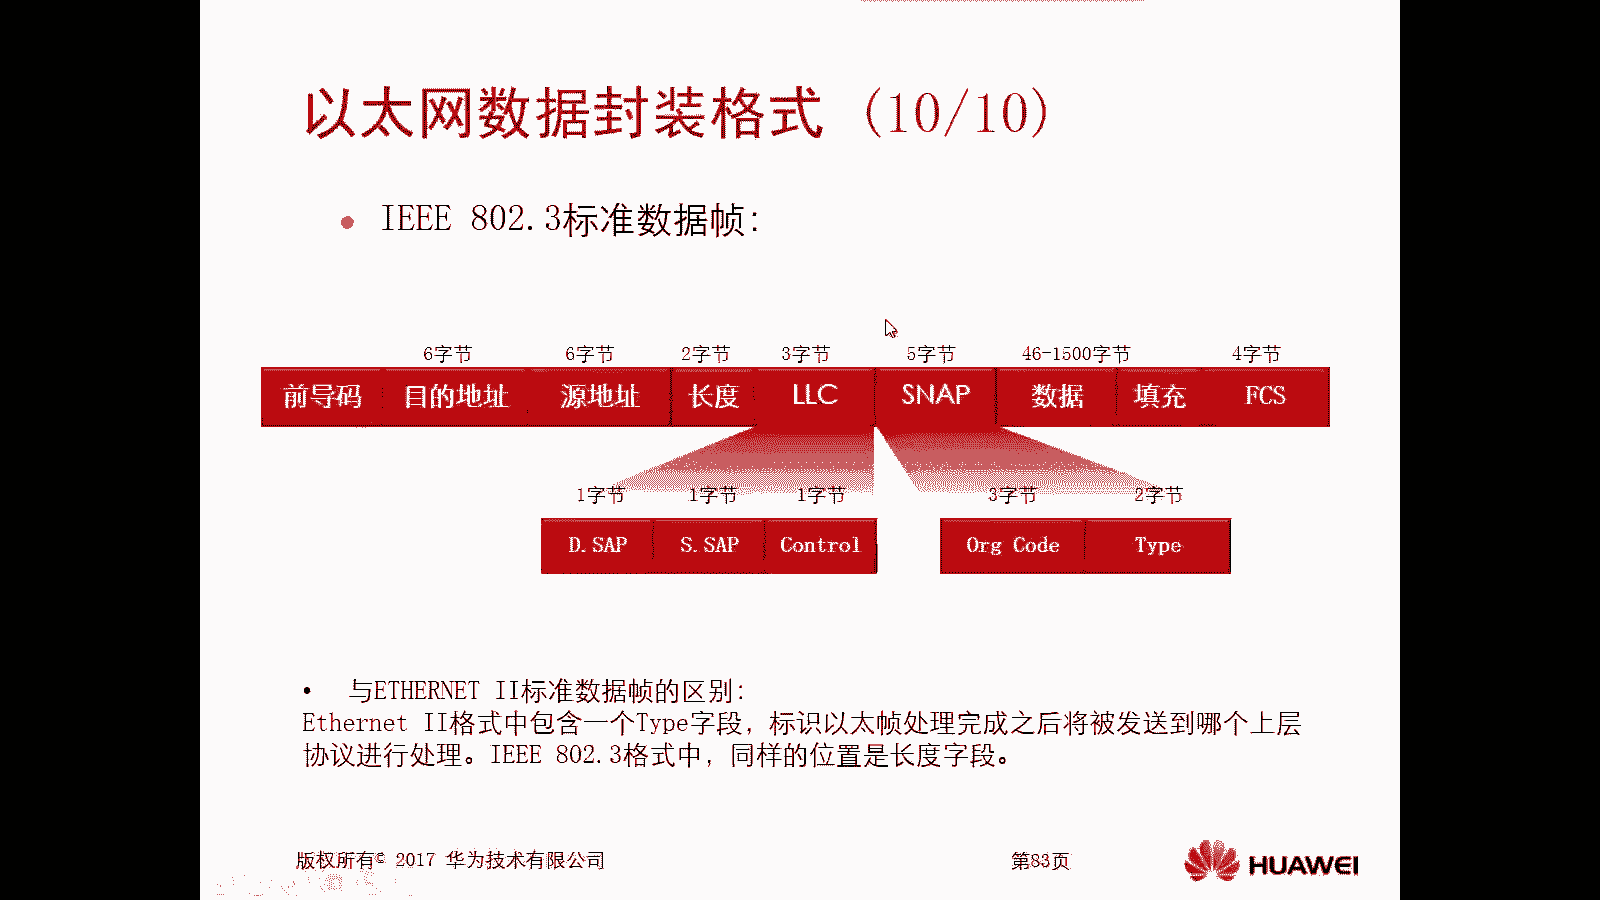 以太网数据封装格式 (10/10)
IEEE 802.3标准数据帧：
6字节 6字节 2字节 3字节 5字节 46-1500字节 4字节
前导码 目的地址 源地址 长度 LLC SNAP 数据 填充 FCS
1字节 1字节 1字节 3字节 2字节
D.SAP S.SAP Control Org Code Type
• 与ETHERNET II标准数据帧的区别：
Ethernet II格式中包含一个Type字段，标识以太帧处理完成之后将被发送到哪个上层
协议进行处理。IEEE 802.3格式中，同样的位置是长度字段。
版权所有© 2017 华为技术有限公司
第83页
HUAWEI